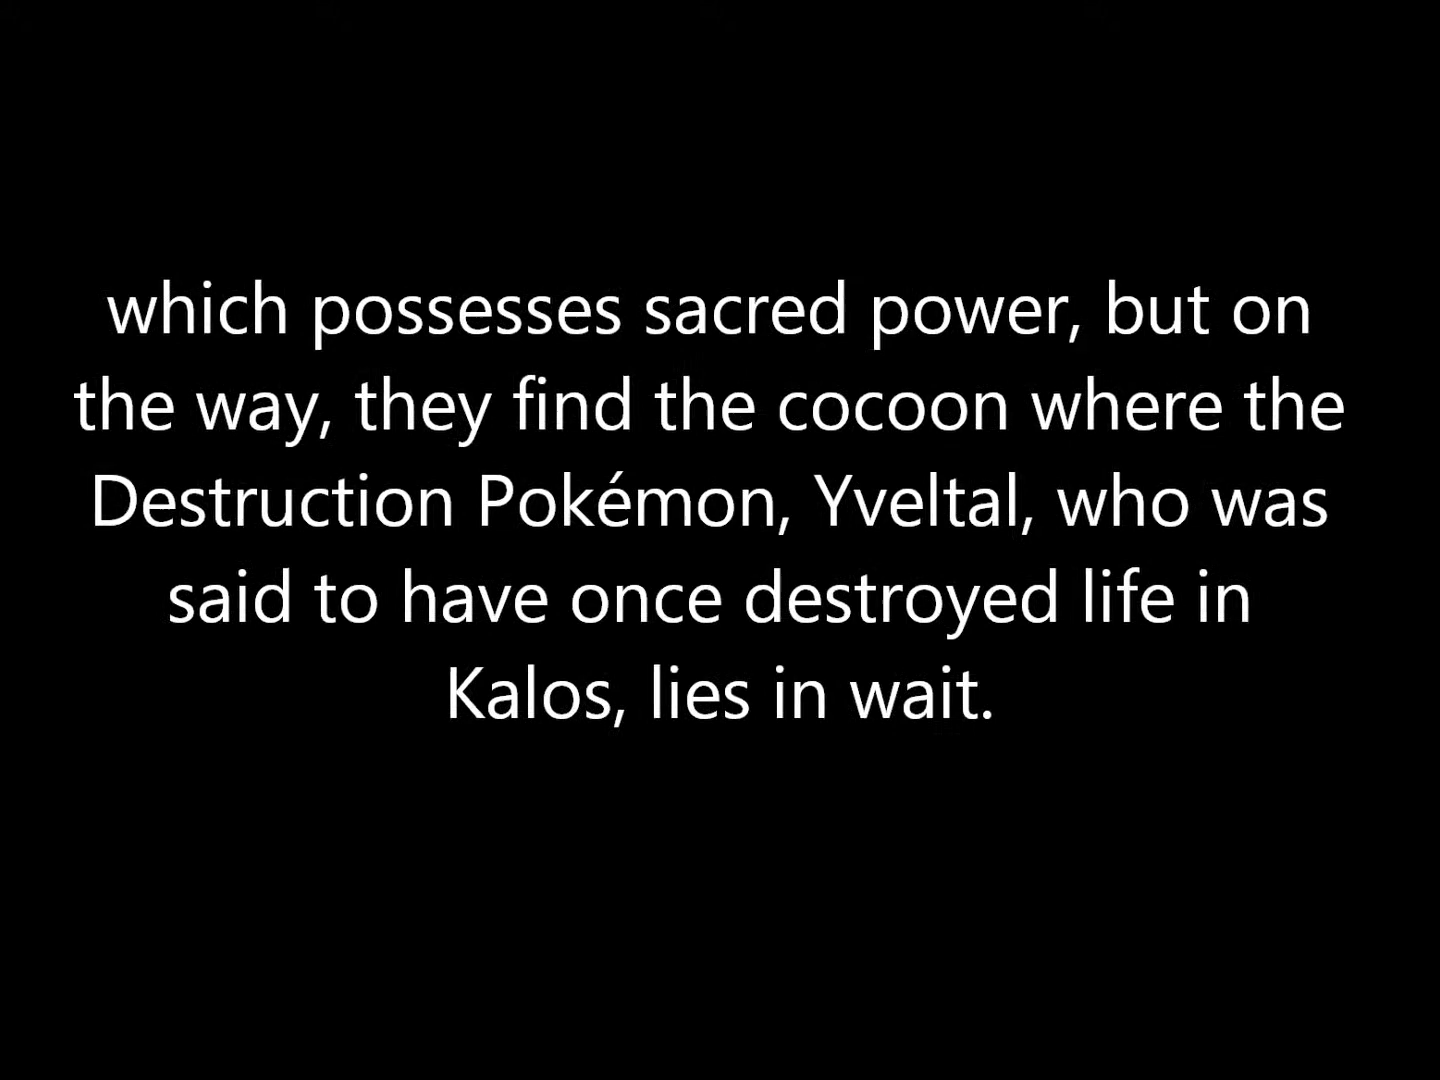 which possesses sacred power, but on
the way, they find the cocoon where the
Destruction Pokémon, Yveltal, who was
said to have once destroyed life in
Kalos, lies in wait.